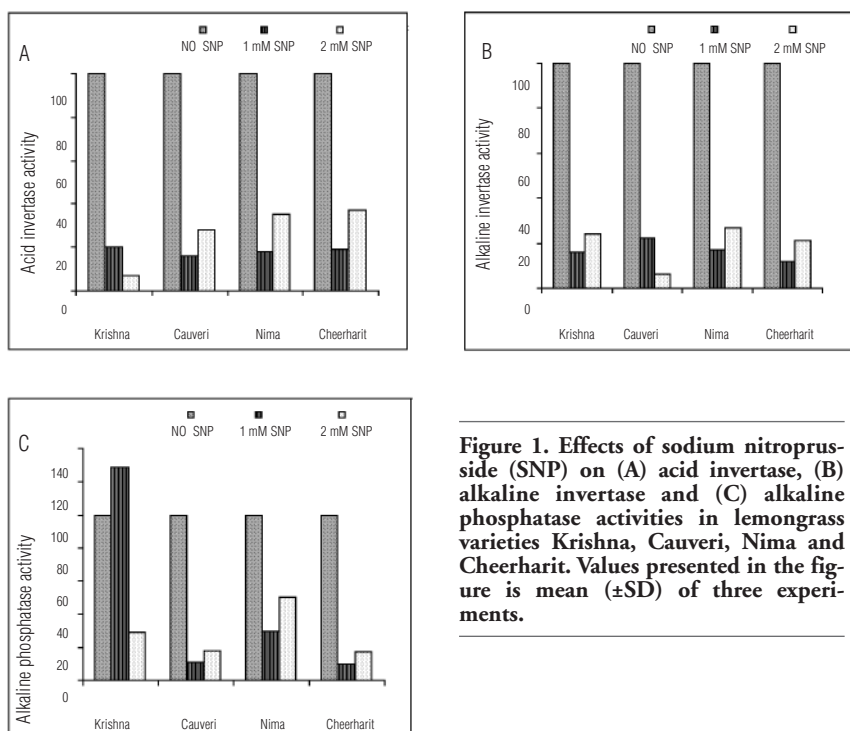 A
NO SNP 1 mM SNP 2 mM SNP
Acid invertase activity
100
80
60
40
20
0
Krishna Cauveri Nima Cheerharit
B
NO SNP 1 mM SNP 2 mM SNP
Alkaline invertase activity
100
80
60
40
20
0
Krishna Cauveri Nima Cheerharit
C
NO SNP 1 mM SNP 2 mM SNP
Alkaline phosphatase activity
140
120
100
80
60
40
20
0
Krishna Cauveri Nima Cheerharit
Figure 1. Effects of sodium nitroprus-
side (SNP) on (A) acid invertase, (B)
alkaline invertase and (C) alkaline
phosphatase activities in lemongrass
varieties Krishna, Cauveri, Nima and
Cheerharit. Values presented in the fig-
ure is mean (±SD) of three experi-
ments.